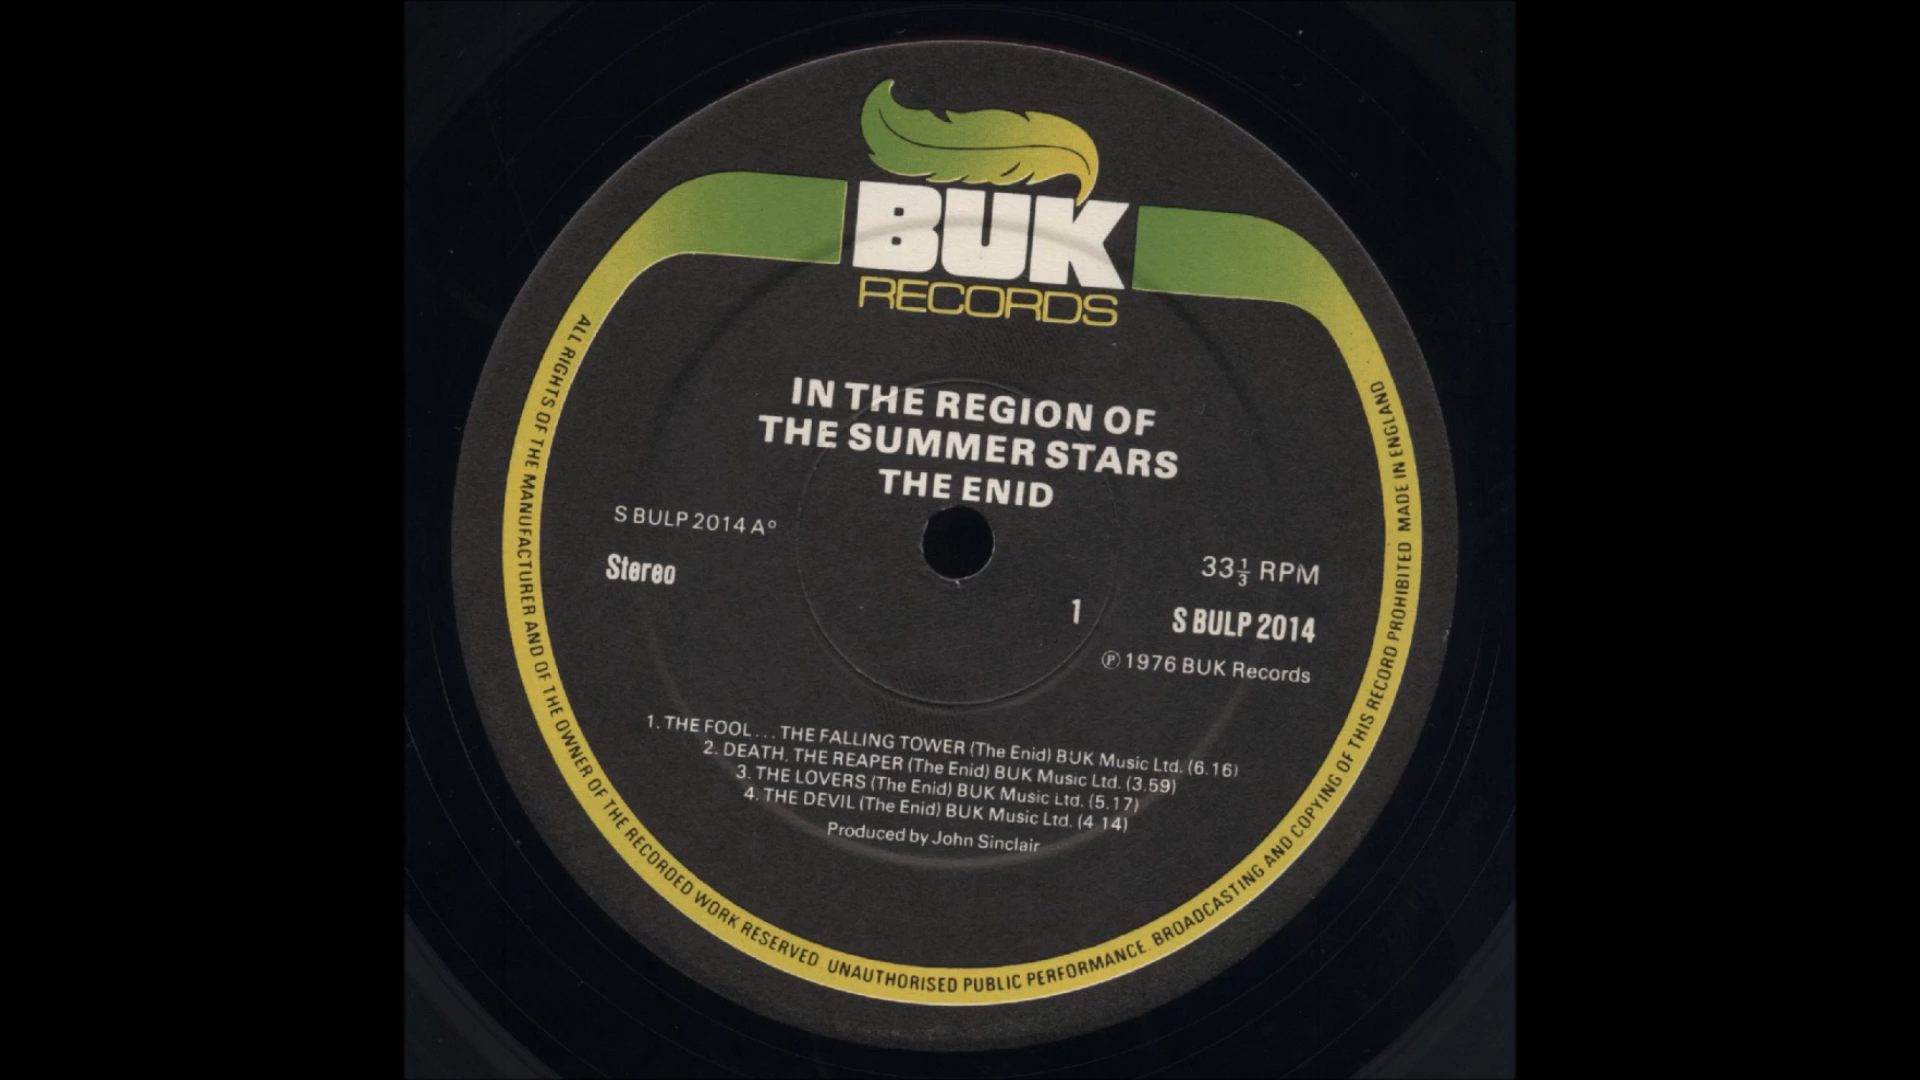 BUK
RECORDS
IN THE REGION OF
THE SUMMER STARS
THE ENID
S BULP 2014 Aº
Stereo
33⅓ RPM
1
S BULP 2014
℗ 1976 BUK Records
1. THE FOOL... THE FALLING TOWER (The Enid) BUK Music Ltd. (6.16)
2. DEATH, THE REAPER (The Enid) BUK Music Ltd. (3.59)
3. THE LOVERS (The Enid) BUK Music Ltd. (5.17)
4. THE DEVIL (The Enid) BUK Music Ltd. (4 14)
Produced by John Sinclair
ALL RIGHTS OF THE MANUFACTURER AND OF THE OWNER OF THE RECORDED WORK RESERVED UNAUTHORISED PUBLIC PERFORMANCE. BROADCASTING AND COPYING OF THIS RECORD PROHIBITED MADE IN ENGLAND